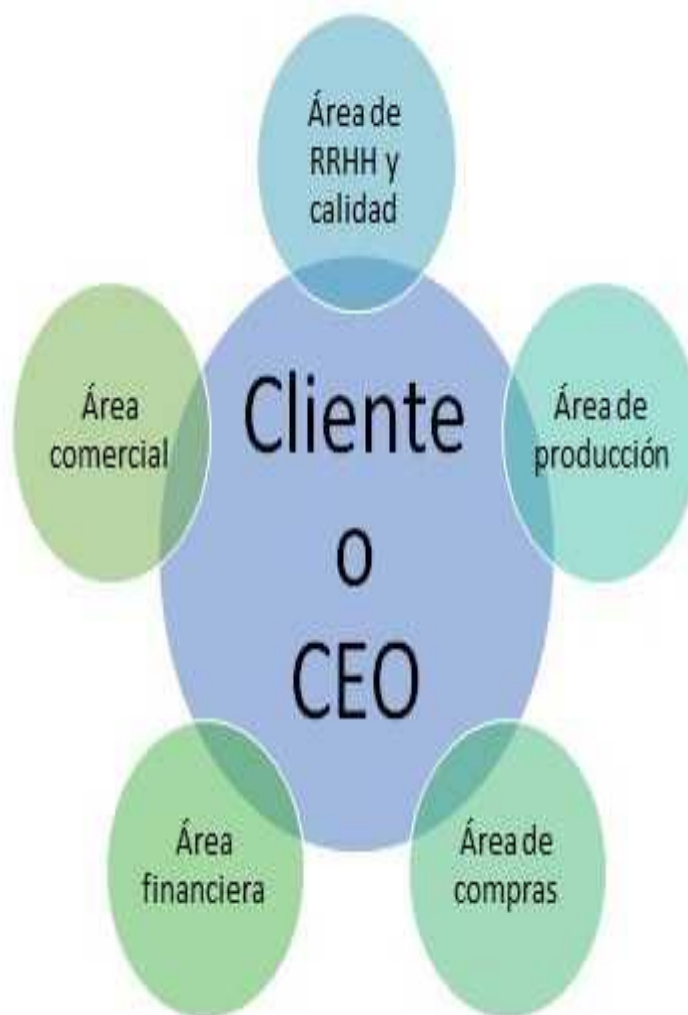 Área de
RRHH y
calidad
Área
comercial
Cliente
o
CEO
Área de
producción
Área
financiera
Área de
compras